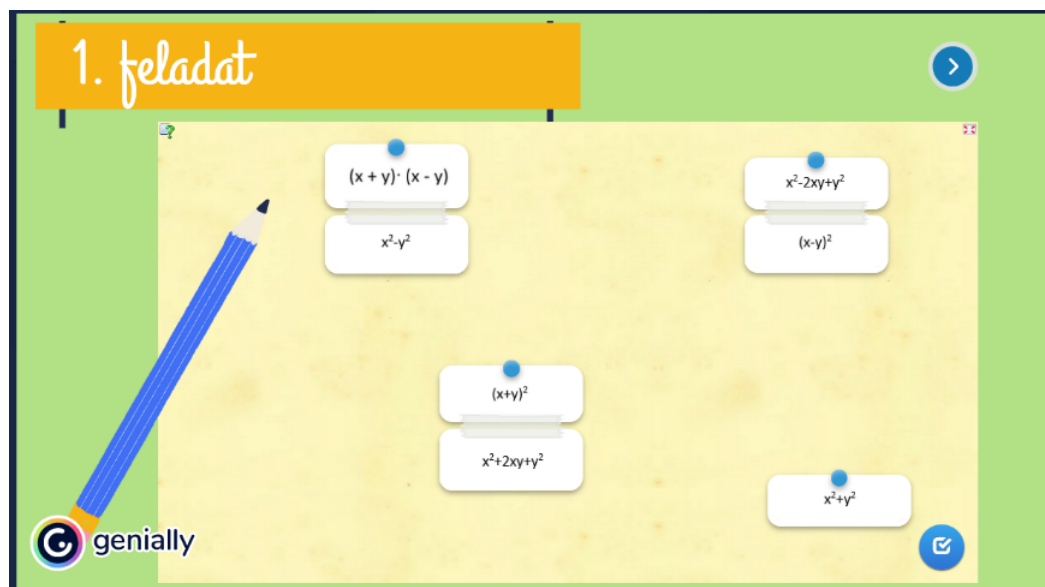 1. feladat
(x + y)· (x - y)
x²-y²
x²-2xy+y²
(x-y)²
(x+y)²
x²+2xy+y²
x²+y²
genially